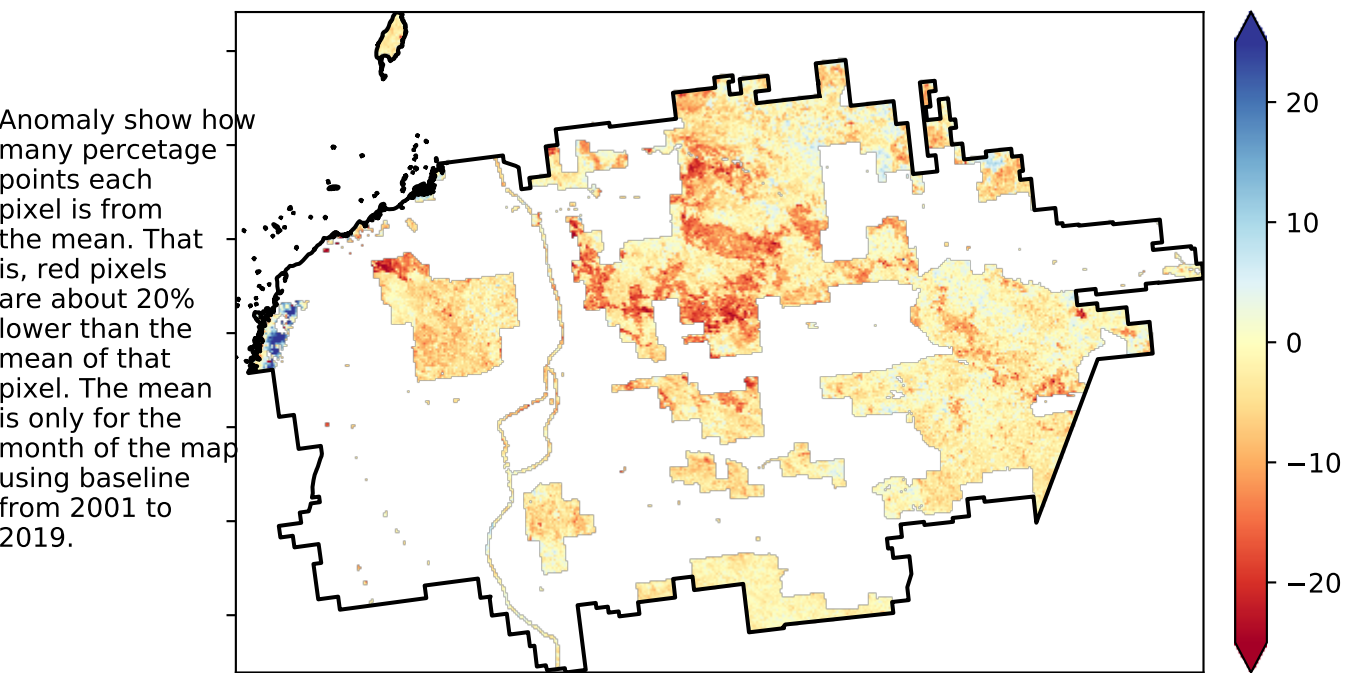 Anomaly show how
many percetage
points each
pixel is from
the mean. That
is, red pixels
are about 20%
lower than the
mean of that
pixel. The mean
is only for the
month of the map
using baseline
from 2001 to
2019.
20
10
0
−10
−20